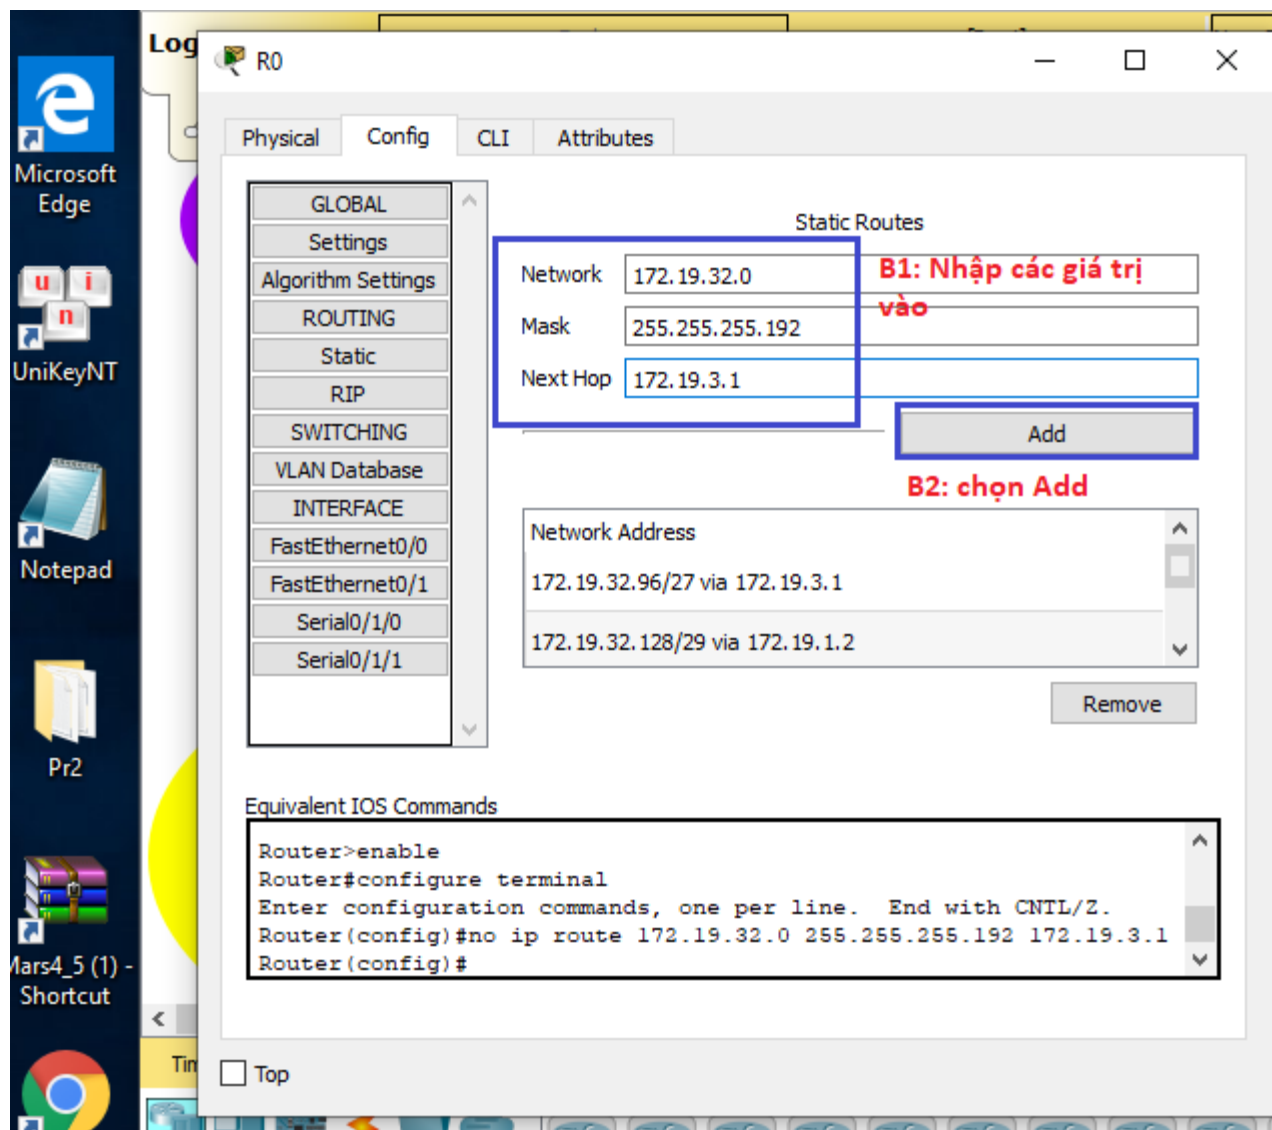 Log
R0
Physical
Config
CLI
Attributes
Microsoft
Edge
u i
n
UniKeyNT
Notepad
Pr2
Mars4_5 (1) -
Shortcut
GLOBAL
Settings
Algorithm Settings
ROUTING
Static
RIP
SWITCHING
VLAN Database
INTERFACE
FastEthernet0/0
FastEthernet0/1
Serial0/1/0
Serial0/1/1
Static Routes
Network 172.19.32.0
Mask 255.255.255.192
Next Hop 172.19.3.1
B1: Nhập các giá trị
vào
Add
B2: chọn Add
Network Address
172.19.32.96/27 via 172.19.3.1
172.19.32.128/29 via 172.19.1.2
Remove
Equivalent IOS Commands
Router>enable
Router#configure terminal
Enter configuration commands, one per line.  End with CNTL/Z.
Router(config)#no ip route 172.19.32.0 255.255.255.192 172.19.3.1
Router(config)#
Top